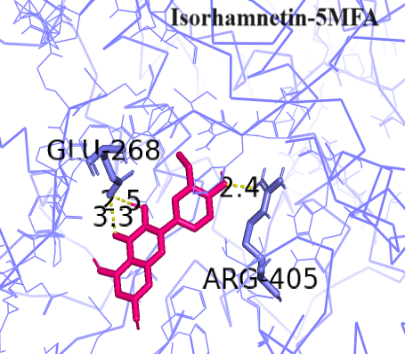 Isorhamnetin-5MFA
GLU-268
2.5
3.3
2.4
ARG-405